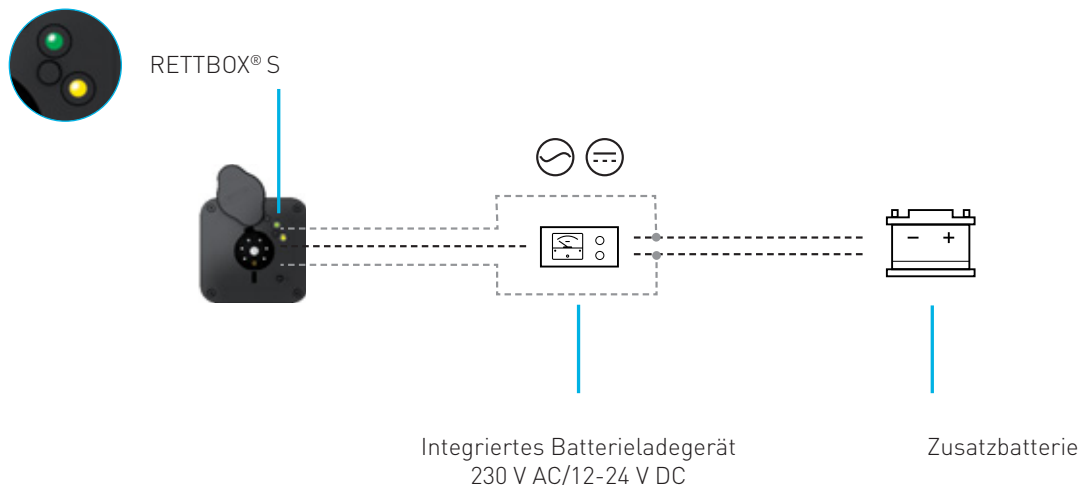 RETTBOX® S
Integriertes Batterieladegerät
230 V AC/12-24 V DC
Zusatzbatterie